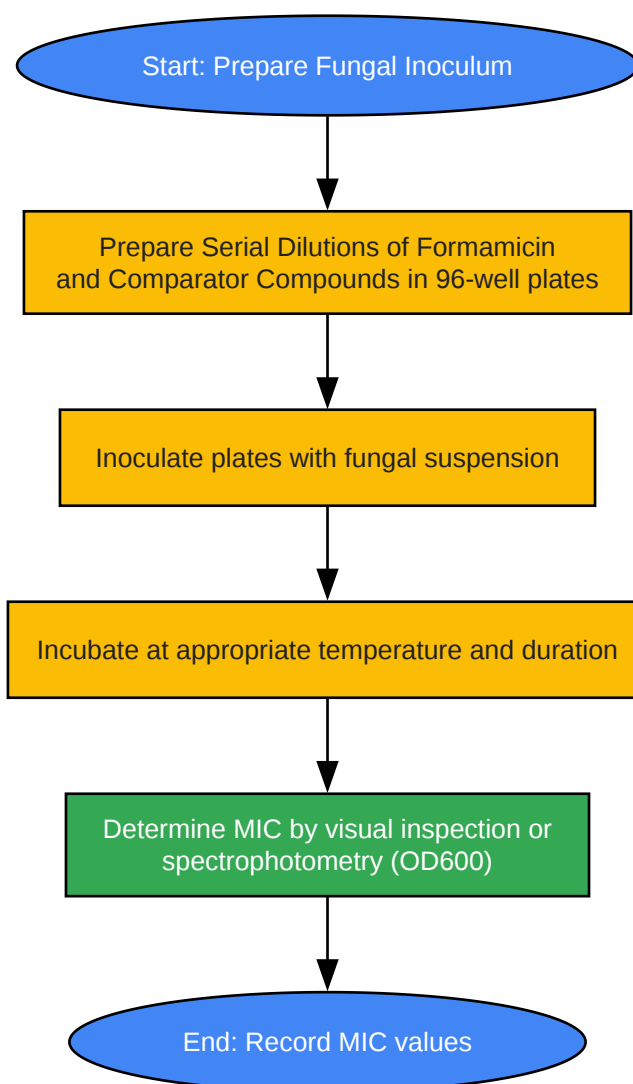 Start: Prepare Fungal Inoculum
Prepare Serial Dilutions of Formamicin
and Comparator Compounds in 96-well plates
Inoculate plates with fungal suspension
Incubate at appropriate temperature and duration
Determine MIC by visual inspection or
spectrophotometry (OD600)
End: Record MIC values